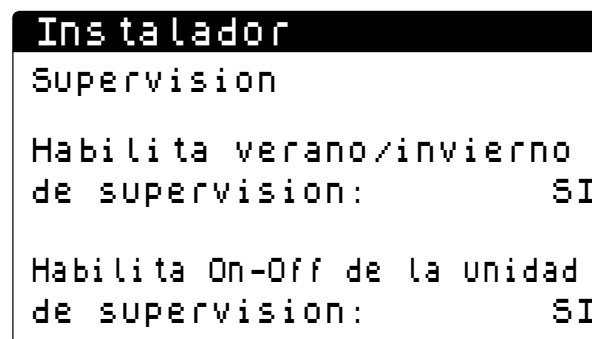 Instalador
Supervision
Habilita verano/invierno
de supervision: SI
Habilita On-Off de la unidad
de supervision: SI